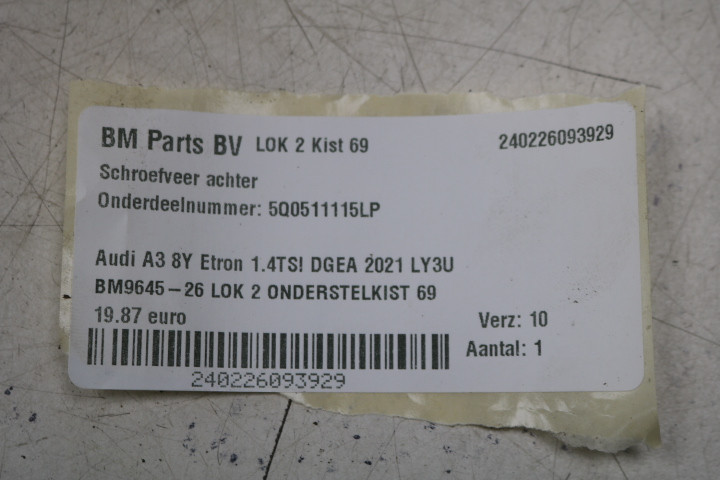 BM Parts BV LOK 2 Kist 69 240226093929
Schroefveer achter
Onderdeelnummer: 5Q0511115LP
Audi A3 8Y Etron 1.4TS! DGEA 2021 LY3U
BM9645-26 LOK 2 ONDERSTELKIST 69
19.87 euro Verz: 10
Aantal: 1
240226093929